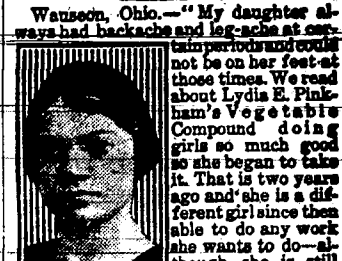 Wauseon, Ohio.—"My daughter al-
ways had backache and leg-ache at cer-
tain periods and could
not be on her feet at
those times. We read
about Lydia E. Pink-
ham's Vegetable
Compound doing
girls so much good
so she began to take
it. That is two years
ago and she is a dif-
ferent girl since then
able to do any work
she wants to do—al-
though she is still